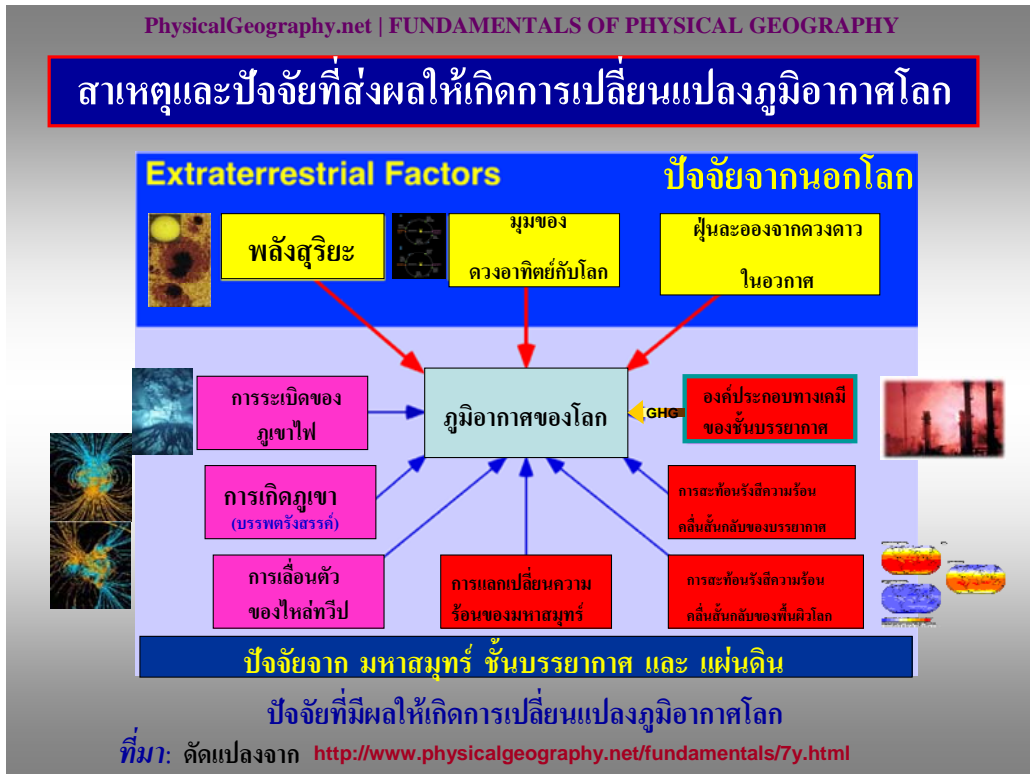 PhysicalGeography.net | FUNDAMENTALS OF PHYSICAL GEOGRAPHY
สาเหตุและปัจจัยที่ส่งผลให้เกิดการเปลี่ยนแปลงภูมิอากาศโลก
Extraterrestrial Factors ปัจจัยจากนอกโลก
พลังสุริยะ
มุมของ
ดวงอาทิตย์กับโลก
ฝุ่นละอองจากดวงดาว
ในอวกาศ
การระเบิดของ
ภูเขาไฟ
ภูมิอากาศของโลก
GHG
องค์ประกอบทางเคมี
ของชั้นบรรยากาศ
การเกิดภูเขา
(บรรพตรังสรรค์)
การสะท้อนรังสีความร้อน
คลื่นสั้นกลับของบรรยากาศ
การเลื่อนตัว
ของไหล่ทวีป
การแลกเปลี่ยนความ
ร้อนของมหาสมุทร์
การสะท้อนรังสีความร้อน
คลื่นสั้นกลับของพื้นผิวโลก
ปัจจัยจาก มหาสมุทร์ ชั้นบรรยากาศ และ แผ่นดิน
ปัจจัยที่มีผลให้เกิดการเปลี่ยนแปลงภูมิอากาศโลก
ที่มา: ดัดแปลงจาก http://www.physicalgeography.net/fundamentals/7y.html